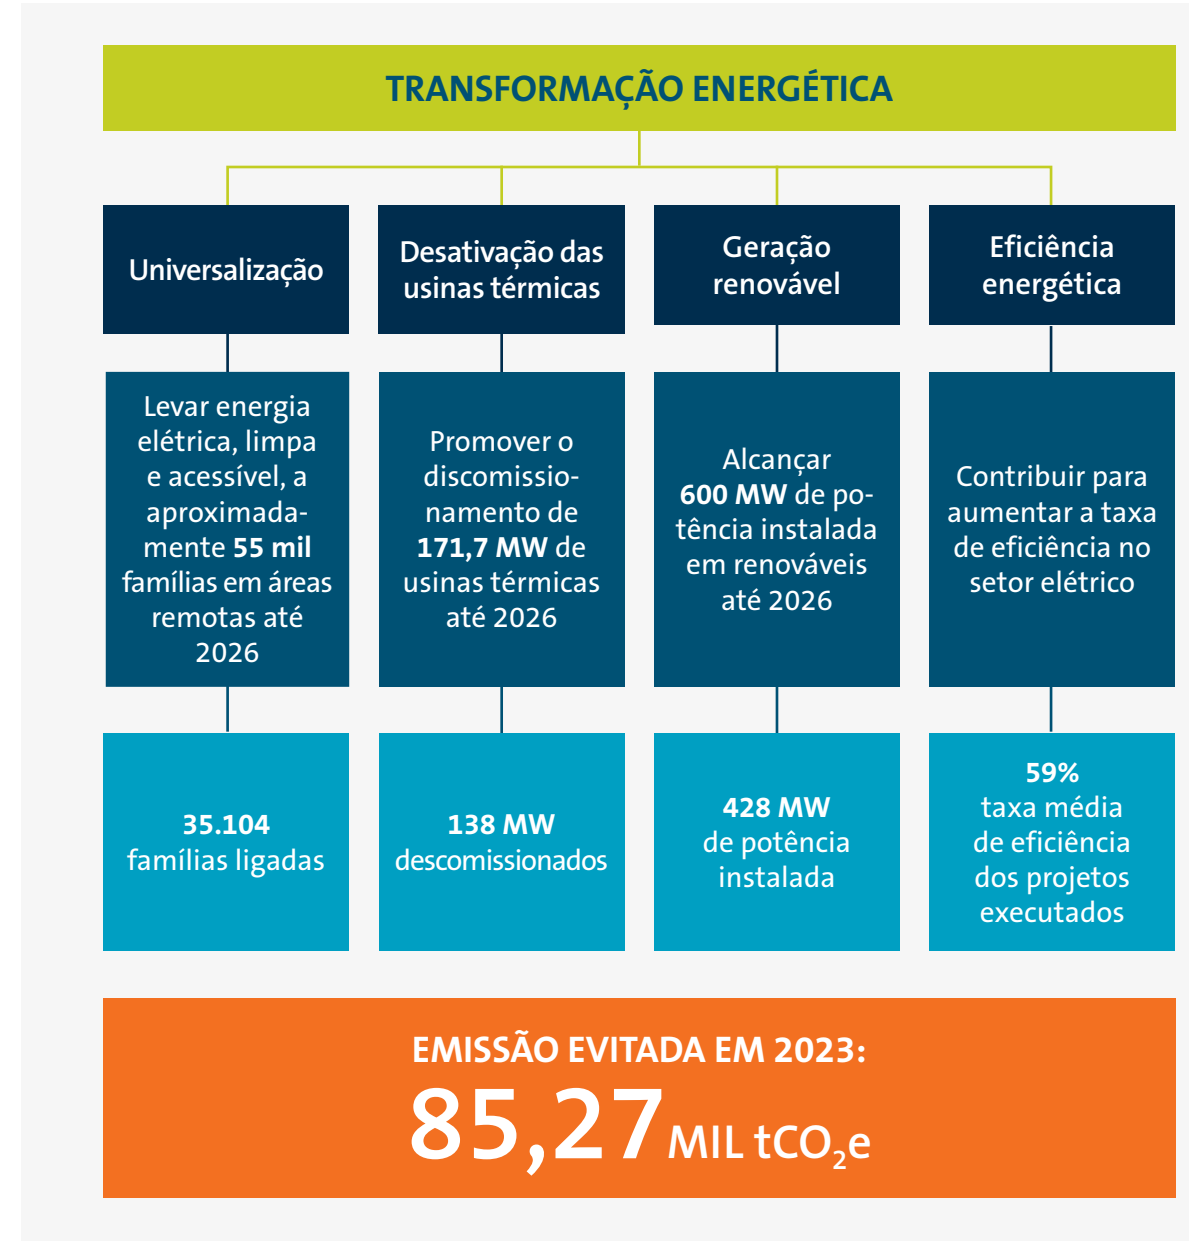 TRANSFORMAÇÃO ENERGÉTICA
Universalização
Desativação das
usinas térmicas
Geração
renovável
Eficiência
energética
Levar energia
elétrica, limpa
e acessível, a
aproximada-
mente 55 mil
famílias em áreas
remotas até
2026
Promover o
discomissio-
namento de
171,7 MW de
usinas térmicas
até 2026
Alcançar
600 MW de po-
tência instalada
em renováveis
até 2026
Contribuir para
aumentar a taxa
de eficiência no
setor elétrico
35.104
famílias ligadas
138 MW
descomissionados
428 MW
de potência
instalada
59%
taxa média
de eficiência
dos projetos
executados
EMISSÃO EVITADA EM 2023:
85,27 MIL tCO₂e